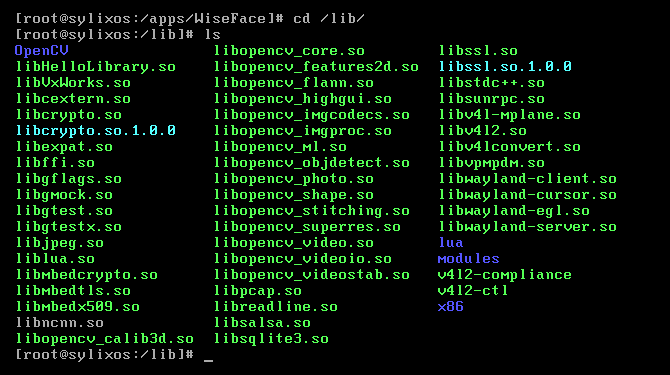 [root@sylixos:/apps/WiseFace]# cd /lib/
[root@sylixos:/lib]# ls
OpenCV libopencv_core.so libssl.so
libHelloLibrary.so libopencv_features2d.so libssl.so.1.0.0
libVxWorks.so libopencv_flann.so libstdc++.so
libcextern.so libopencv_highgui.so libsunrpc.so
libcrypto.so libopencv_imgcodecs.so libv4l-mplane.so
libcrypto.so.1.0.0 libopencv_imgproc.so libv4l2.so
libexpat.so libopencv_ml.so libv4lconvert.so
libffi.so libopencv_objdetect.so libvpmpdm.so
libgflags.so libopencv_photo.so libwayland-client.so
libgmock.so libopencv_shape.so libwayland-cursor.so
libgtest.so libopencv_stitching.so libwayland-egl.so
libgtestx.so libopencv_superres.so libwayland-server.so
libjpeg.so libopencv_video.so lua
liblua.so libopencv_videoio.so modules
libmbedcrypto.so libopencv_videostab.so v4l2-compliance
libmbedtls.so libpcap.so v4l2-ctl
libmbedx509.so libreadline.so x86
libncnn.so libsalsa.so
libopencv_calib3d.so libsqlite3.so
[root@sylixos:/lib]# _